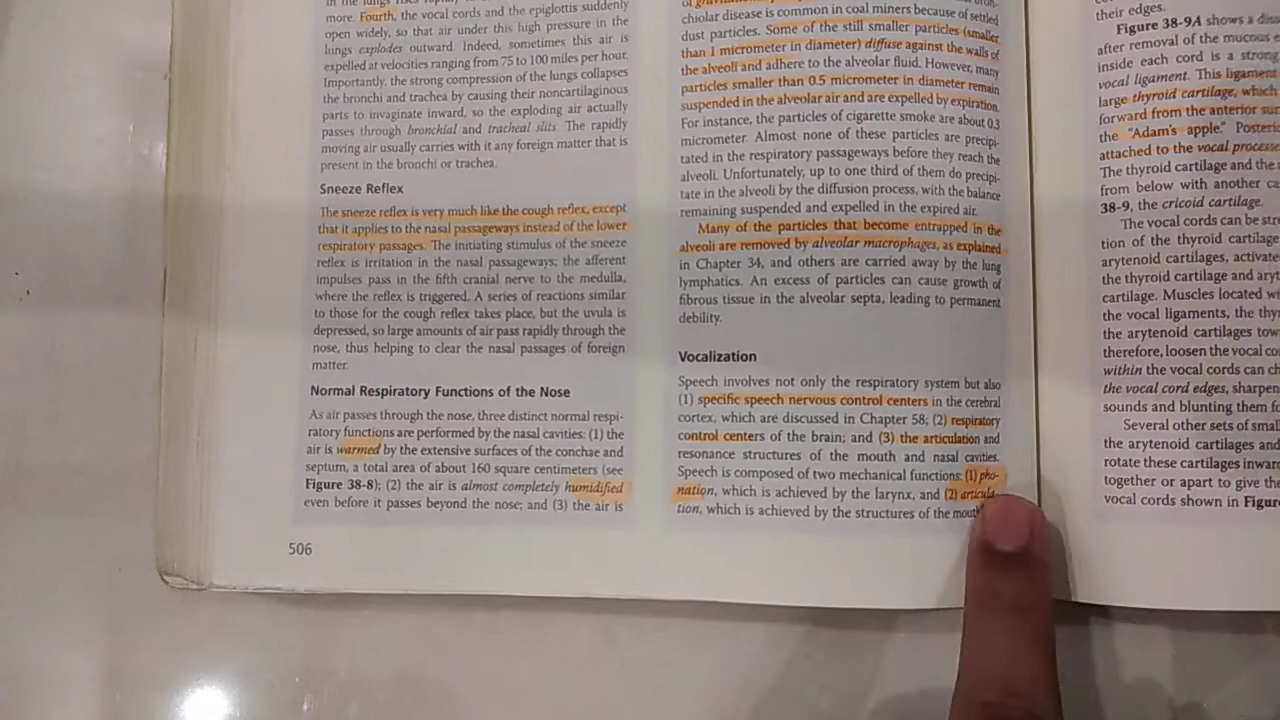 more. Fourth, the vocal cords and the epiglottis suddenly
open widely, so that air under this high pressure in the
lungs explodes outward. Indeed, sometimes this air is
expelled at velocities ranging from 75 to 100 miles per hour.
Importantly, the strong compression of the lungs collapses
the bronchi and trachea by causing their noncartilaginous
parts to invaginate inward, so the exploding air actually
passes through bronchial and tracheal slits. The rapidly
moving air usually carries with it any foreign matter that is
present in the bronchi or trachea.
Sneeze Reflex
The sneeze reflex is very much like the cough reflex, except
that it applies to the nasal passageways instead of the lower
respiratory passages. The initiating stimulus of the sneeze
reflex is irritation in the nasal passageways; the afferent
impulses pass in the fifth cranial nerve to the medulla,
where the reflex is triggered. A series of reactions similar
to those for the cough reflex takes place, but the uvula is
depressed, so large amounts of air pass rapidly through the
nose, thus helping to clear the nasal passages of foreign
matter.
Normal Respiratory Functions of the Nose
As air passes through the nose, three distinct normal respi-
ratory functions are performed by the nasal cavities: (1) the
air is warmed by the extensive surfaces of the conchae and
septum, a total area of about 160 square centimeters (see
Figure 38-8); (2) the air is almost completely humidified
even before it passes beyond the nose; and (3) the air is
506
chiolar disease is common in coal miners because of settled
dust particles. Some of the still smaller particles (smaller
than 1 micrometer in diameter) diffuse against the walls of
the alveoli and adhere to the alveolar fluid. However, many
particles smaller than 0.5 micrometer in diameter remain
suspended in the alveolar air and are expelled by expiration.
For instance, the particles of cigarette smoke are about 0.3
micrometer. Almost none of these particles are precipi-
tated in the respiratory passageways before they reach the
alveoli. Unfortunately, up to one third of them do precipi-
tate in the alveoli by the diffusion process, with the balance
remaining suspended and expelled in the expired air.
Many of the particles that become entrapped in the
alveoli are removed by alveolar macrophages, as explained
in Chapter 34, and others are carried away by the lung
lymphatics. An excess of particles can cause growth of
fibrous tissue in the alveolar septa, leading to permanent
debility.
Vocalization
Speech involves not only the respiratory system but also
(1) specific speech nervous control centers in the cerebral
cortex, which are discussed in Chapter 58; (2) respiratory
control centers of the brain; and (3) the articulation and
resonance structures of the mouth and nasal cavities.
Speech is composed of two mechanical functions: (1) pho-
nation, which is achieved by the larynx, and (2) articula-
tion, which is achieved by the structures of the mouth
their edges.
Figure 38-9A shows a
after removal of the mucous
inside each cord is a strong
vocal ligament. This ligament
large thyroid cartilage, which
forward from the anterior
the "Adam's apple."
attached to the vocal
The thyroid cartilage and the
from below with another
38-9, the cricoid cartilage.
The vocal cords can be
tion of the thyroid cartilage
arytenoid cartilages,
the thyroid cartilage and
cartilage. Muscles located
the vocal ligaments, the
the arytenoid cartilages
therefore, loosen the vocal
within the vocal cords can
the vocal cord edges,
sounds and blunting them
Several other sets of
the arytenoid cartilages and
rotate these cartilages
together or apart to give the
vocal cords shown in